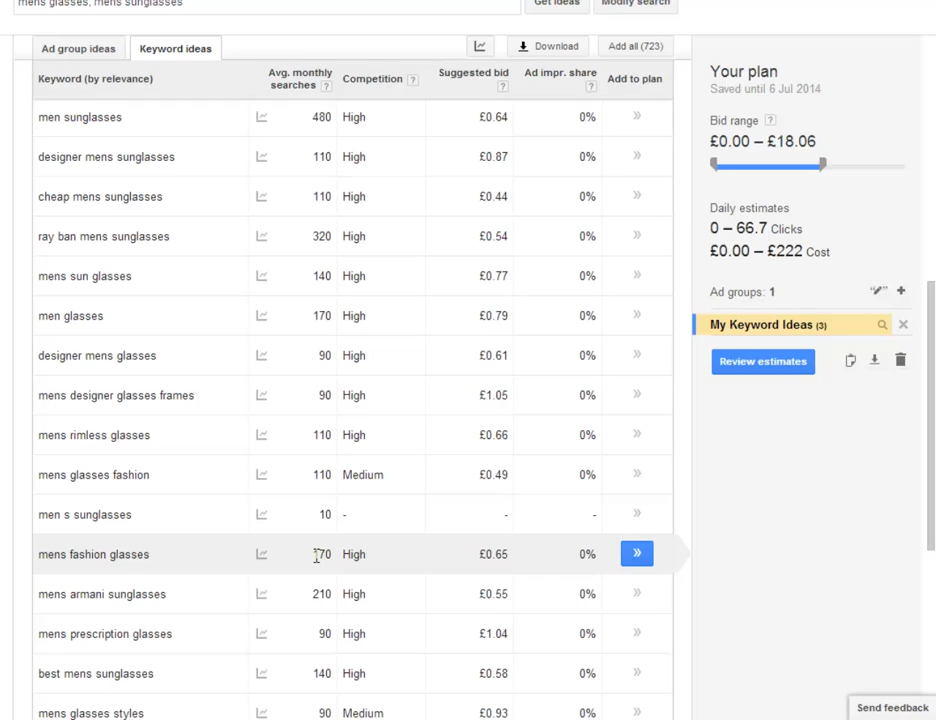 mens glasses, mens sunglasses
Get ideas
Modify search
Ad group ideas
Keyword ideas
Download
Add all (723)
Keyword (by relevance)
Avg. monthly searches ?
Competition ?
Suggested bid ?
Ad impr. share ?
Add to plan
men sunglasses 480 High £0.64 0% »
designer mens sunglasses 110 High £0.87 0% »
cheap mens sunglasses 110 High £0.44 0% »
ray ban mens sunglasses 320 High £0.54 0% »
mens sun glasses 140 High £0.77 0% »
men glasses 170 High £0.79 0% »
designer mens glasses 90 High £0.61 0% »
mens designer glasses frames 90 High £1.05 0% »
mens rimless glasses 110 High £0.66 0% »
mens glasses fashion 110 Medium £0.49 0% »
men s sunglasses 10 - - - »
mens fashion glasses High £0.65 0% »
mens armani sunglasses 210 High £0.55 0% »
mens prescription glasses 90 High £1.04 0% »
best mens sunglasses 140 High £0.58 0% »
mens glasses styles 90 Medium £0.93 0% »
Your plan
Saved until 6 Jul 2014
Bid range ?
£0.00 – £18.06
Daily estimates
0 – 66.7 Clicks
£0.00 – £222 Cost
Ad groups: 1
My Keyword Ideas (3)
Review estimates
Send feedback